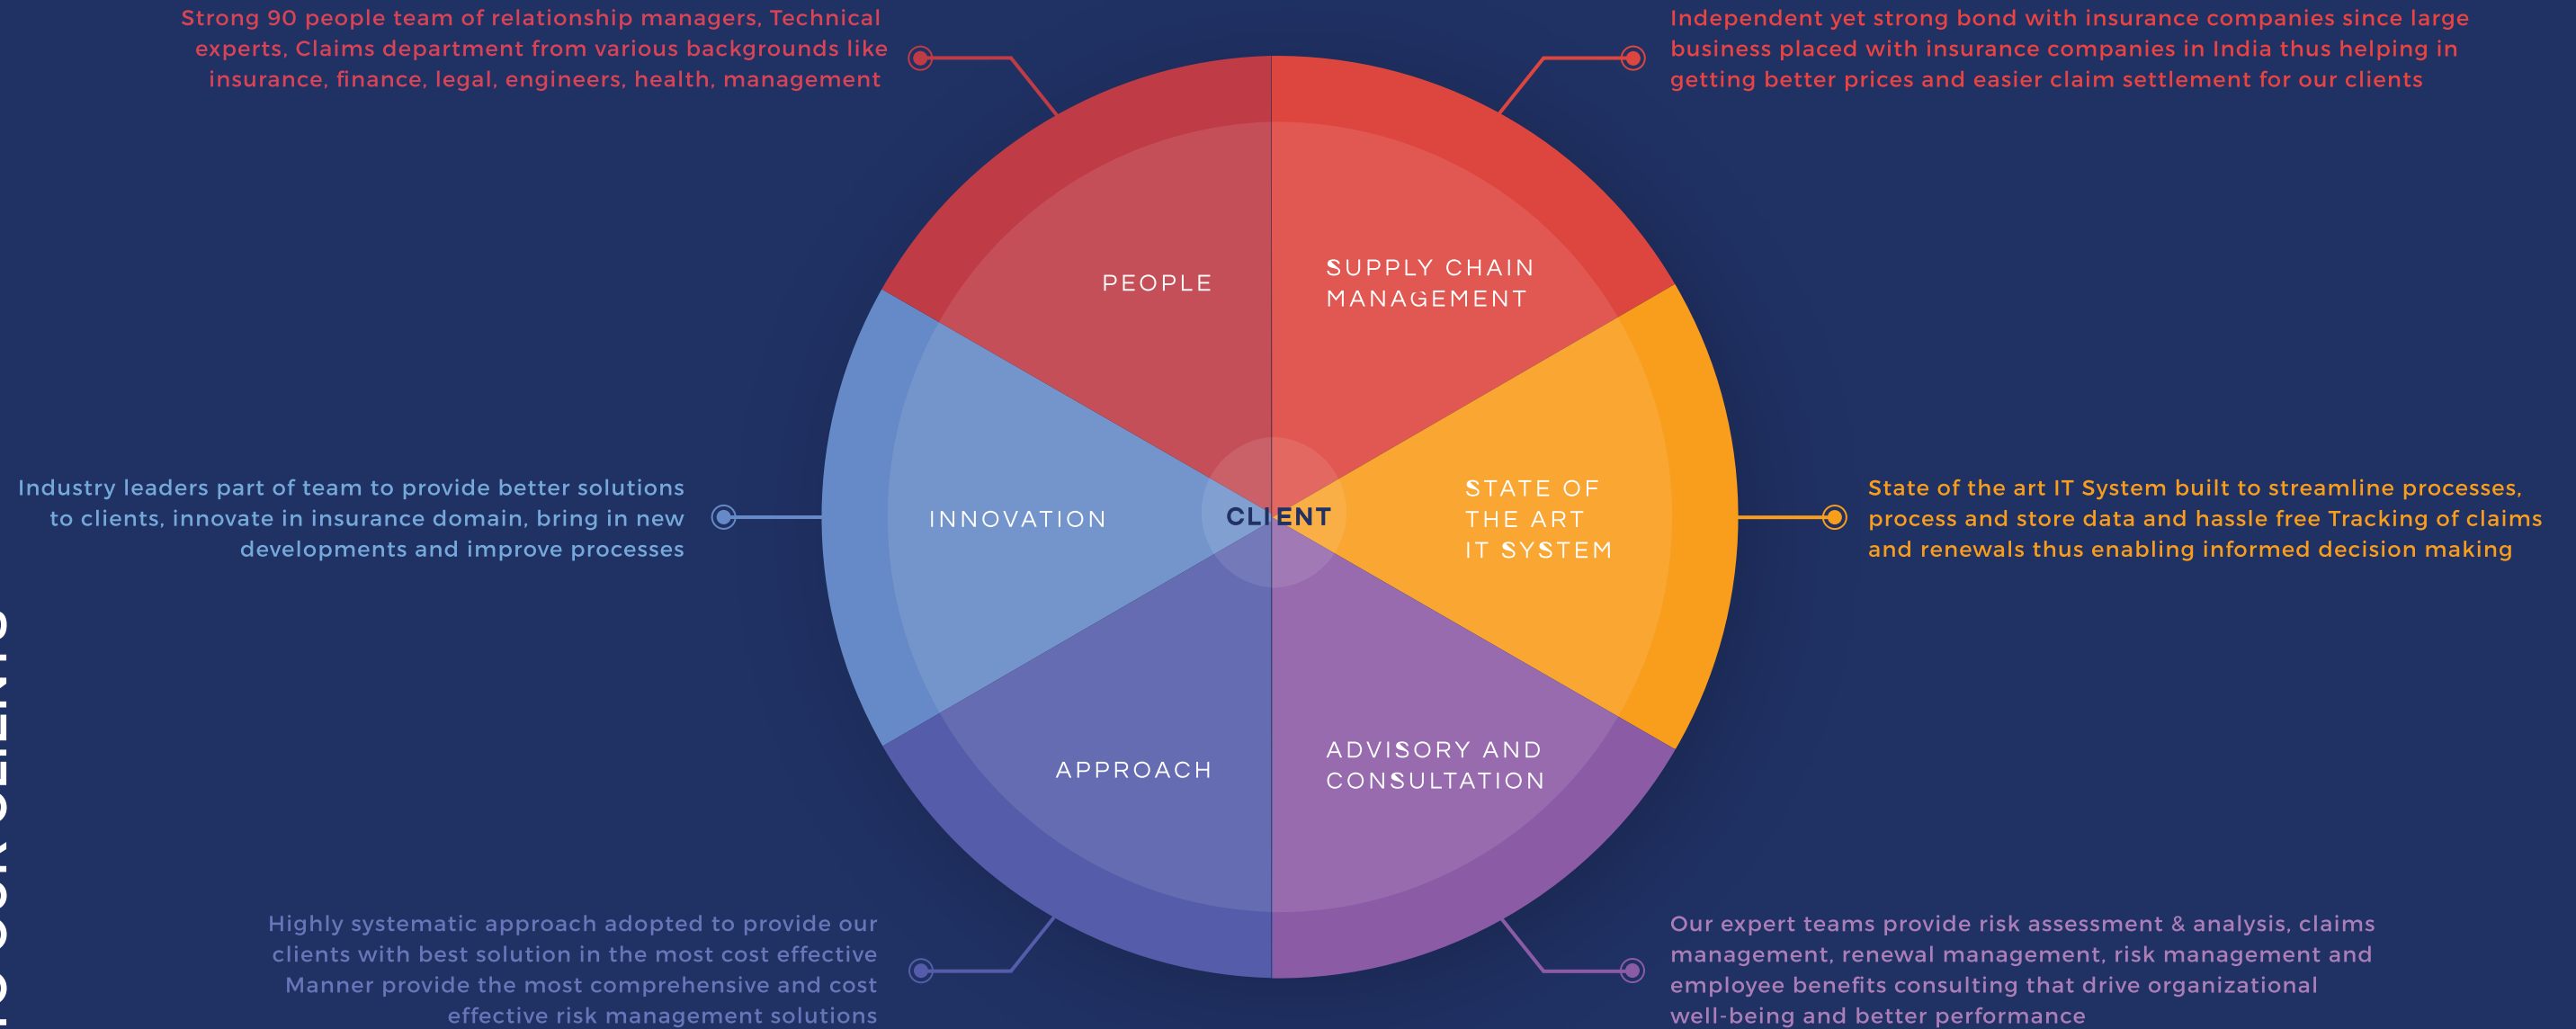 Strong 90 people team of relationship managers, Technical
experts, Claims department from various backgrounds like
insurance, finance, legal, engineers, health, management
Independent yet strong bond with insurance companies since large
business placed with insurance companies in India thus helping in
getting better prices and easier claim settlement for our clients
PEOPLE
SUPPLY CHAIN
MANAGEMENT
Industry leaders part of team to provide better solutions
to clients, innovate in insurance domain, bring in new
developments and improve processes
INNOVATION
CLIENT
STATE OF
THE ART
IT SYSTEM
State of the art IT System built to streamline processes,
process and store data and hassle free Tracking of claims
and renewals thus enabling informed decision making
APPROACH
ADVISORY AND
CONSULTATION
Highly systematic approach adopted to provide our
clients with best solution in the most cost effective
Manner provide the most comprehensive and cost
effective risk management solutions
Our expert teams provide risk assessment & analysis, claims
management, renewal management, risk management and
employee benefits consulting that drive organizational
well-being and better performance